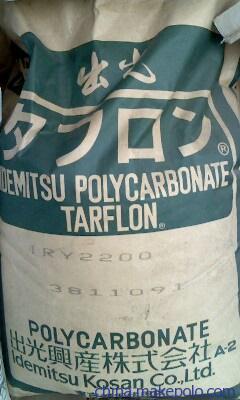 出光
タフロン®
IDEMITSU POLYCARBONATE
TARFLON®
IRY2200
3811091
POLYCARBONATE
出光興産株式会社 A-2
Idemitsu Kosan Co.,Ltd.
china.makepolo.com